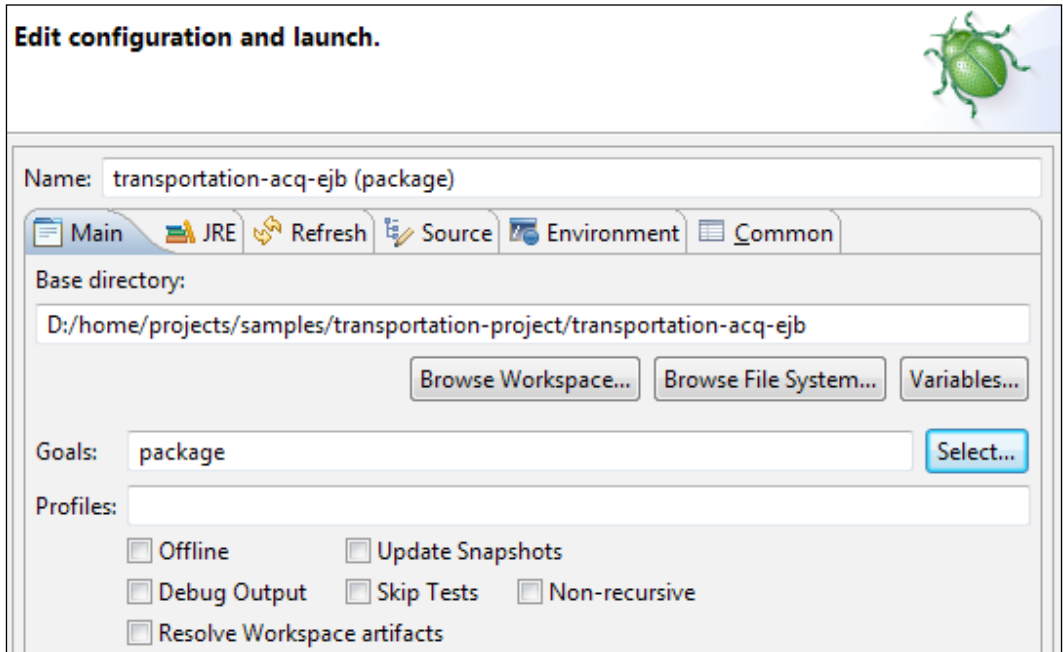 Edit configuration and launch.
Name: transportation-acq-ejb (package)
Main JRE Refresh Source Environment Common
Base directory:
D:/home/projects/samples/transportation-project/transportation-acq-ejb
Browse Workspace... Browse File System... Variables...
Goals: package Select...
Profiles:
Offline Update Snapshots
Debug Output Skip Tests Non-recursive
Resolve Workspace artifacts